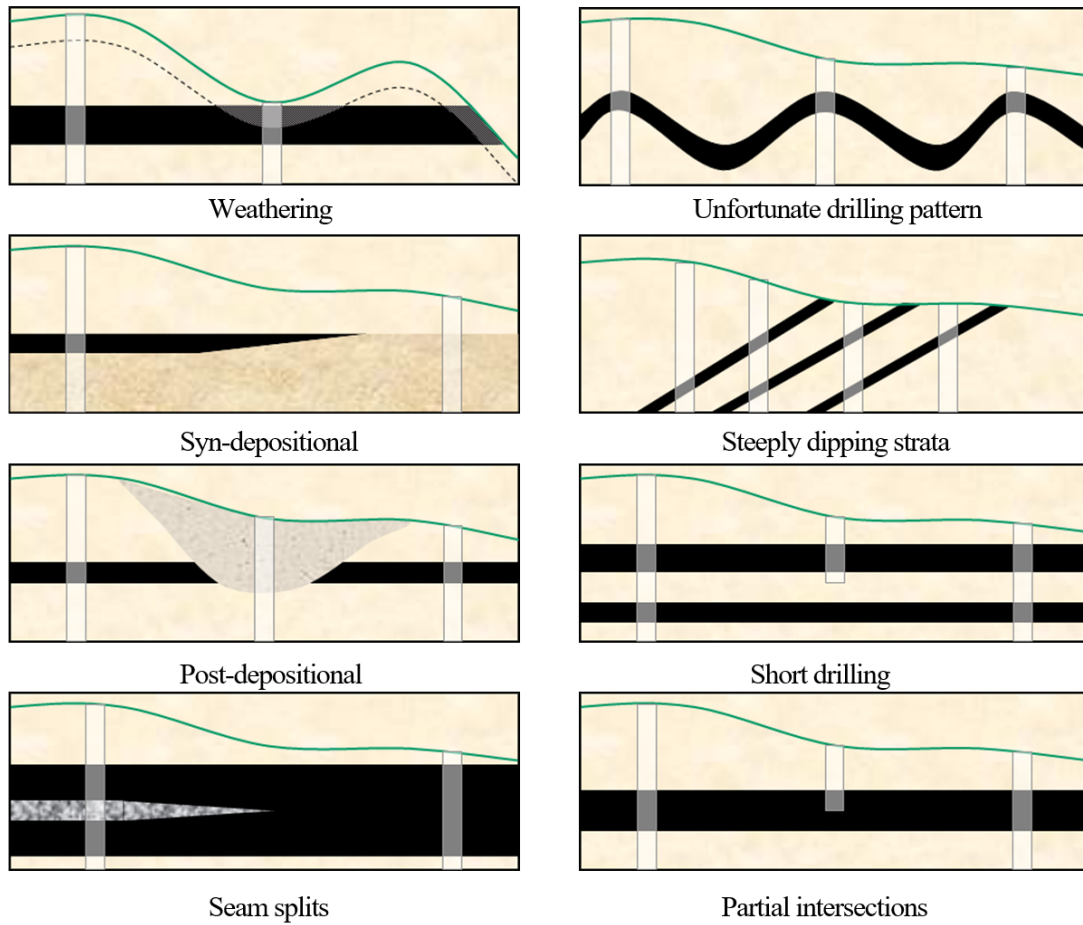 Weathering
Unfortunate drilling pattern
Syn-depositional
Steeply dipping strata
Post-depositional
Short drilling
Seam splits
Partial intersections